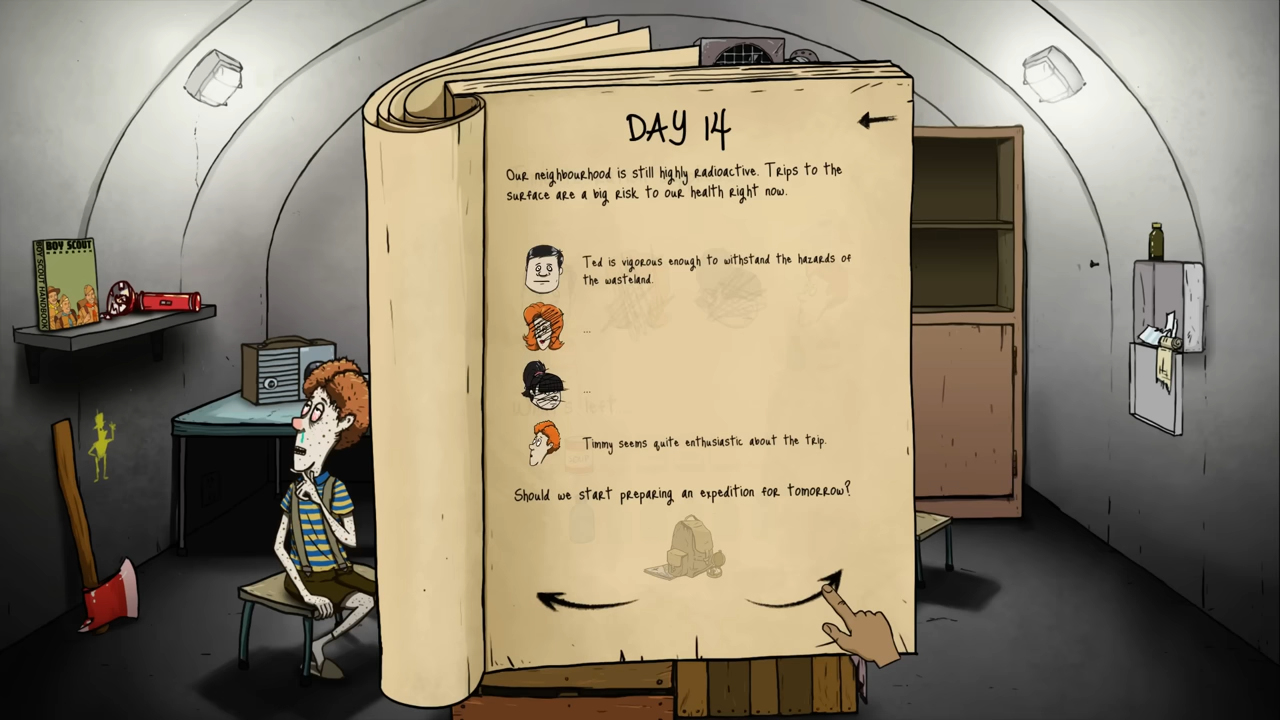 DAY 14
Our neighbourhood is still highly radioactive. Trips to the
surface are a big risk to our health right now.
Ted is vigorous enough to withstand the hazards of
the wasteland.
...
...
Timmy seems quite enthusiastic about the trip.
Should we start preparing an expedition for tomorrow?
BOY SCOUT
BOY SCOUT HANDBOOK